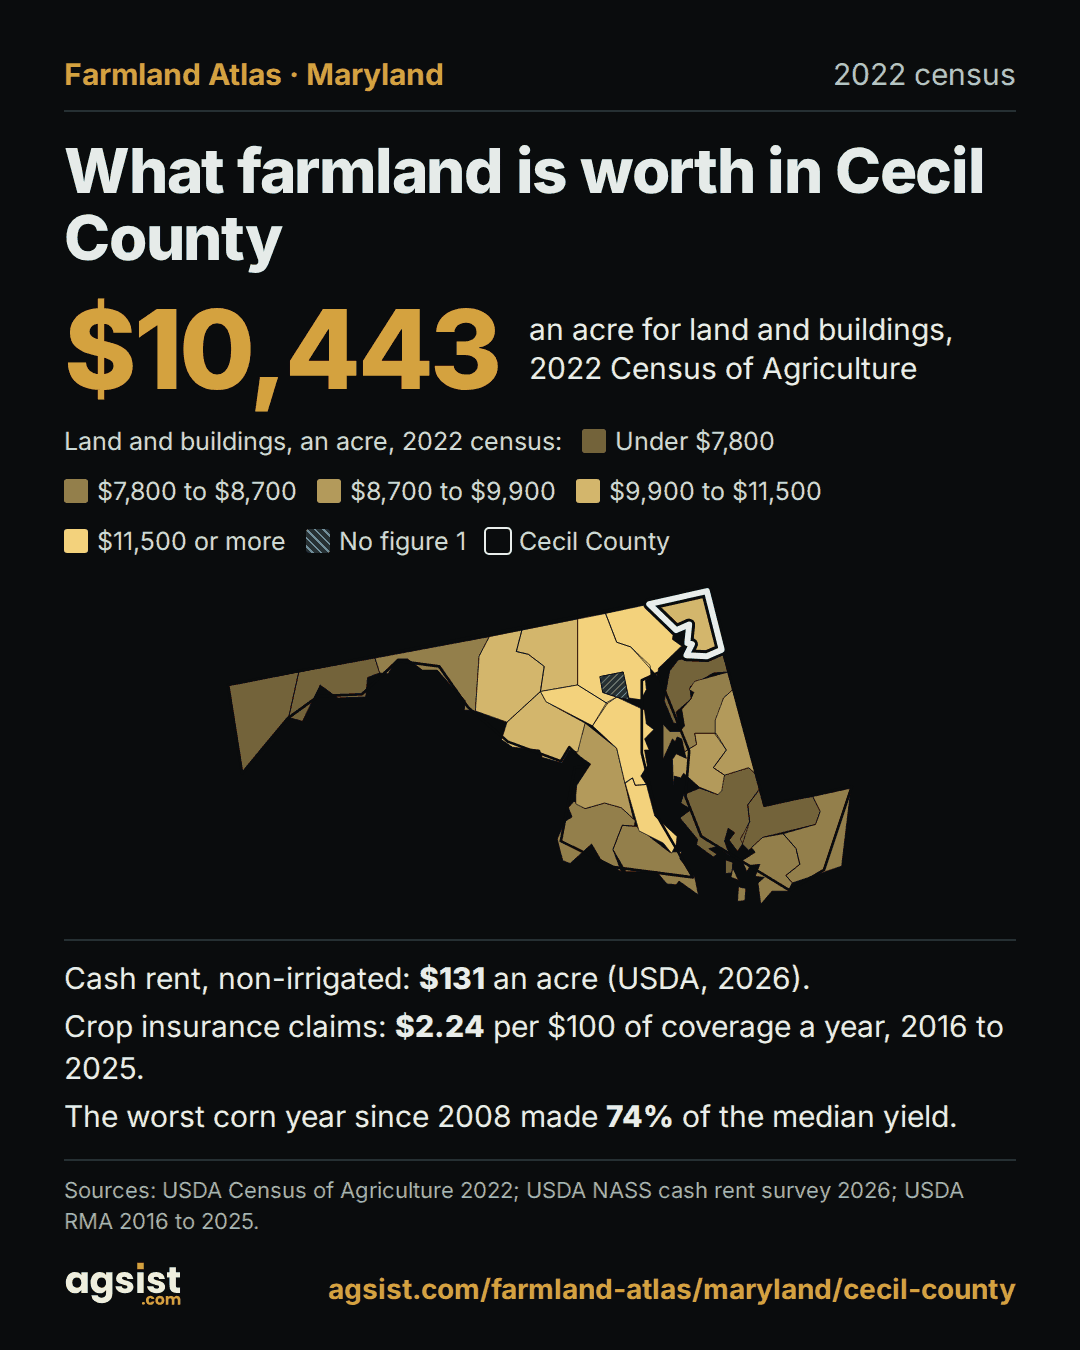 Farmland Atlas · Maryland
2022 census
What farmland is worth in Cecil
County
$10,443
an acre for land and buildings,
2022 Census of Agriculture
Land and buildings, an acre, 2022 census: Under $7,800
$7,800 to $8,700 $8,700 to $9,900 $9,900 to $11,500
$11,500 or more No figure 1 Cecil County
Cash rent, non-irrigated: $131 an acre (USDA, 2026).
Crop insurance claims: $2.24 per $100 of coverage a year, 2016 to
2025.
The worst corn year since 2008 made 74% of the median yield.
Sources: USDA Census of Agriculture 2022; USDA NASS cash rent survey 2026; USDA
RMA 2016 to 2025.
agsist
.com
agsist.com/farmland-atlas/maryland/cecil-county